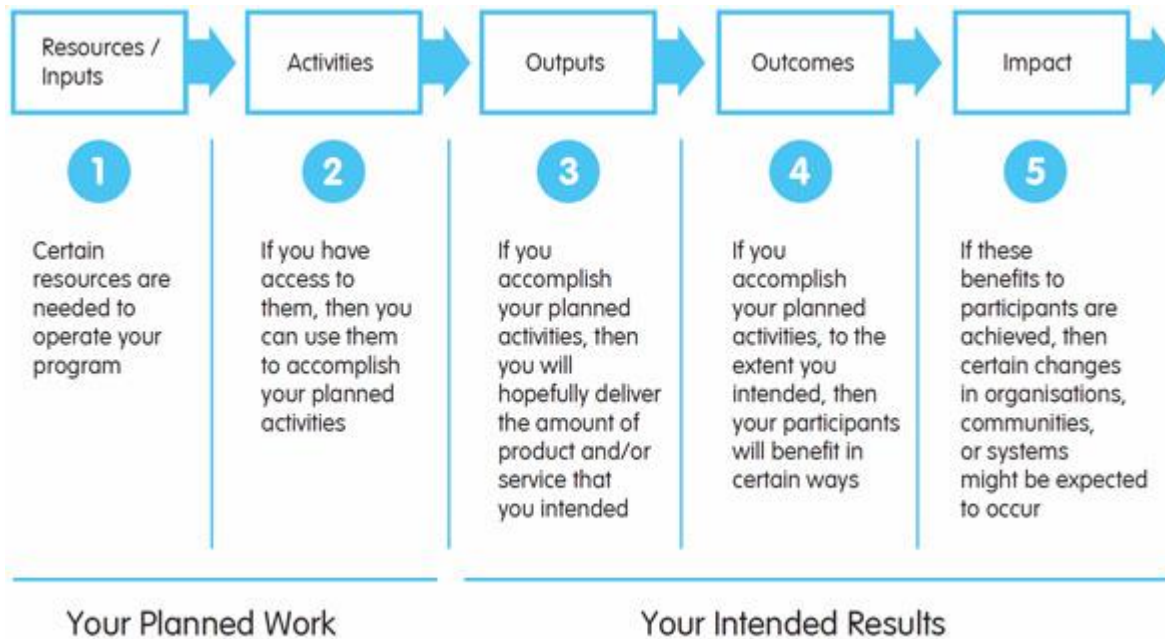 Resources /
Inputs
Activities
Outputs
Outcomes
Impact
1
2
3
4
5
Certain
resources are
needed to
operate your
program
If you have
access to
them, then you
can use them
to accomplish
your planned
activities
If you
accomplish
your planned
activities, then
you will
hopefully deliver
the amount of
product and/or
service that
you intended
If you
accomplish
your planned
activities, to the
extent you
intended, then
your participants
will benefit in
certain ways
If these
benefits to
participants are
achieved, then
certain changes
in organisations,
communities,
or systems
might be expected
to occur
Your Planned Work
Your Intended Results